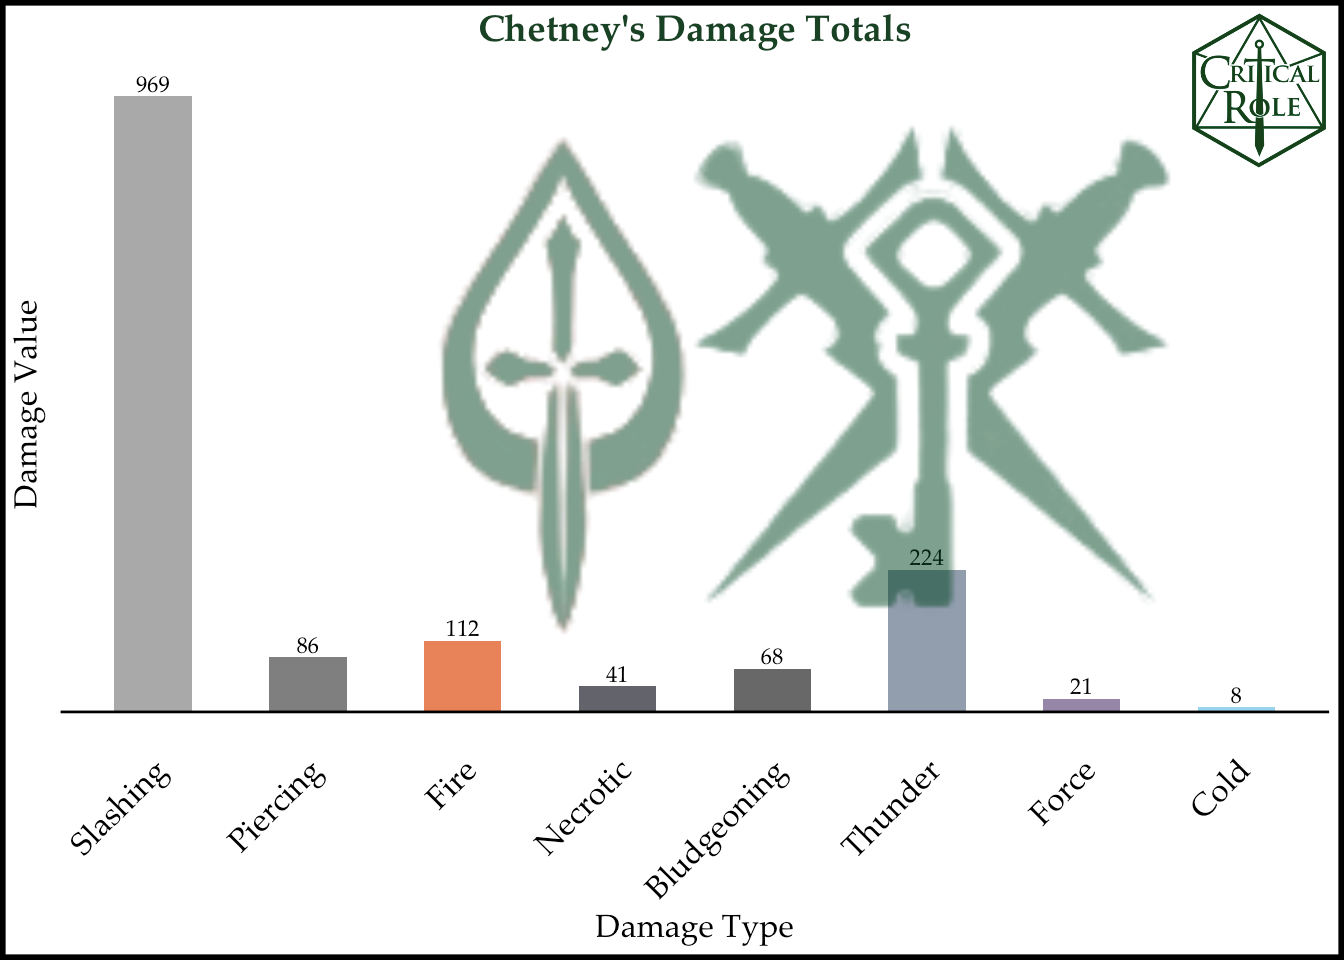 Chetney's Damage Totals
CRITICAL
ROLE
969
86
112
41
68
224
21
8
Damage Value
Slashing
Piercing
Fire
Necrotic
Bludgeoning
Thunder
Force
Cold
Damage Type